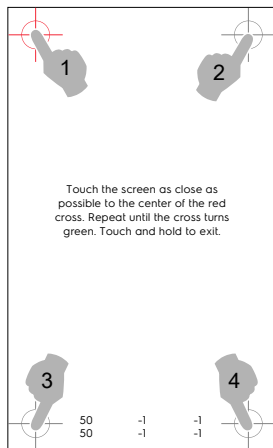 1
2
Touch the screen as close as
possible to the center of the red
cross. Repeat until the cross turns
green. Touch and hold to exit.
3
4
50 -1 -1
50 -1 -1